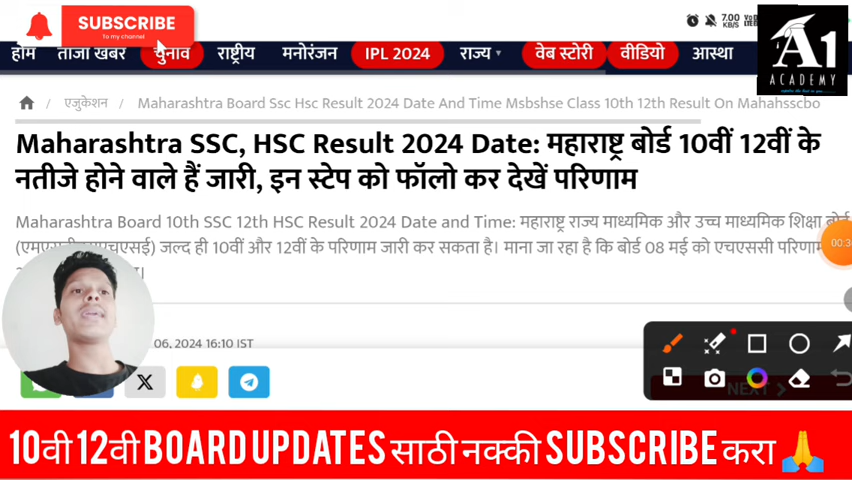 SUBSCRIBE
To my channel
7.00
KB/S
A1
ACADEMY
होम ताजा खबर चुनाव राष्ट्रीय मनोरंजन IPL 2024 राज्य वेब स्टोरी वीडियो आस्था
एजुकेशन / Maharashtra Board Ssc Hsc Result 2024 Date And Time Msbshse Class 10th 12th Result On Mahahsscbo
Maharashtra SSC, HSC Result 2024 Date: महाराष्ट्र बोर्ड 10वीं 12वीं के
नतीजे होने वाले हैं जारी, इन स्टेप को फॉलो कर देखें परिणाम
Maharashtra Board 10th SSC 12th HSC Result 2024 Date and Time: महाराष्ट्र राज्य माध्यमिक और उच्च माध्यमिक शिक्षा बोर्ड
जल्द ही 10वीं और 12वीं के परिणाम जारी कर सकता है। माना जा रहा है कि बोर्ड 08 मई को एचएससी परिणाम
00:3
06, 2024 16:10 IST
NEXT
10वी 12वी BOARD UPDATES साठी नक्की SUBSCRIBE करा 🙏